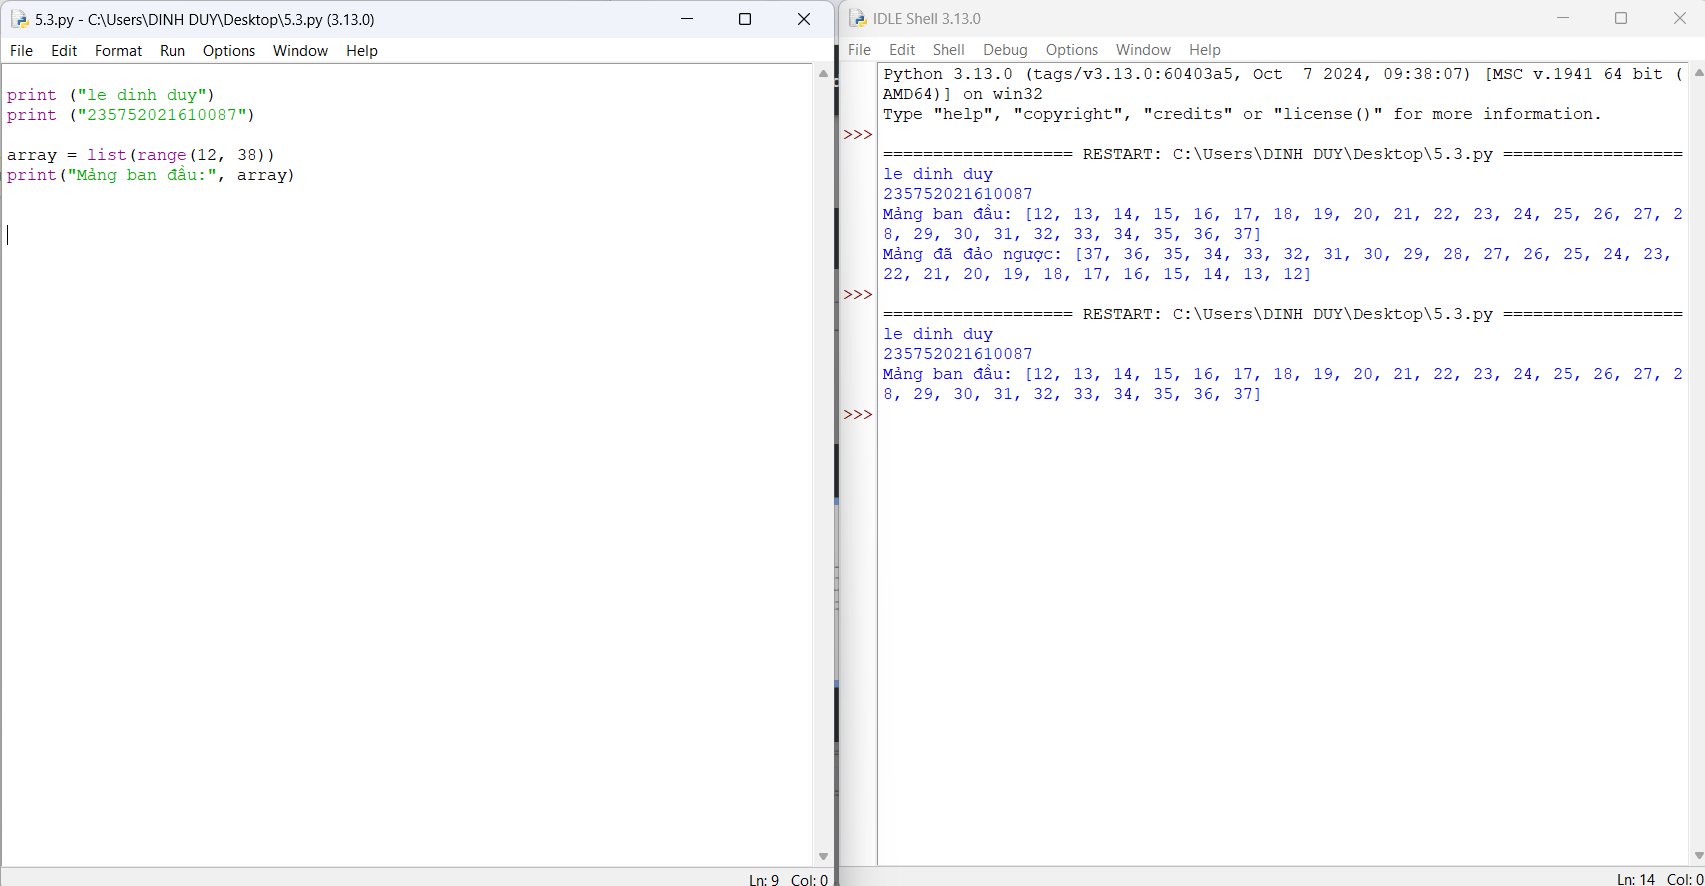 5.3.py - C:\Users\DINH DUY\Desktop\5.3.py (3.13.0)
File Edit Format Run Options Window Help
print ("le dinh duy")
print ("235752021610087")
array = list(range(12, 38))
print("Mảng ban đầu:", array)
Ln: 9 Col: 0
IDLE Shell 3.13.0
File Edit Shell Debug Options Window Help
Python 3.13.0 (tags/v3.13.0:60403a5, Oct  7 2024, 09:38:07) [MSC v.1941 64 bit (
AMD64)] on win32
Type "help", "copyright", "credits" or "license()" for more information.
>>>
=================== RESTART: C:\Users\DINH DUY\Desktop\5.3.py ==================
le dinh duy
235752021610087
Mảng ban đầu: [12, 13, 14, 15, 16, 17, 18, 19, 20, 21, 22, 23, 24, 25, 26, 27, 2
8, 29, 30, 31, 32, 33, 34, 35, 36, 37]
Mảng đã đảo ngược: [37, 36, 35, 34, 33, 32, 31, 30, 29, 28, 27, 26, 25, 24, 23,
22, 21, 20, 19, 18, 17, 16, 15, 14, 13, 12]
>>>
=================== RESTART: C:\Users\DINH DUY\Desktop\5.3.py ==================
le dinh duy
235752021610087
Mảng ban đầu: [12, 13, 14, 15, 16, 17, 18, 19, 20, 21, 22, 23, 24, 25, 26, 27, 2
8, 29, 30, 31, 32, 33, 34, 35, 36, 37]
>>>
Ln: 14 Col: 0